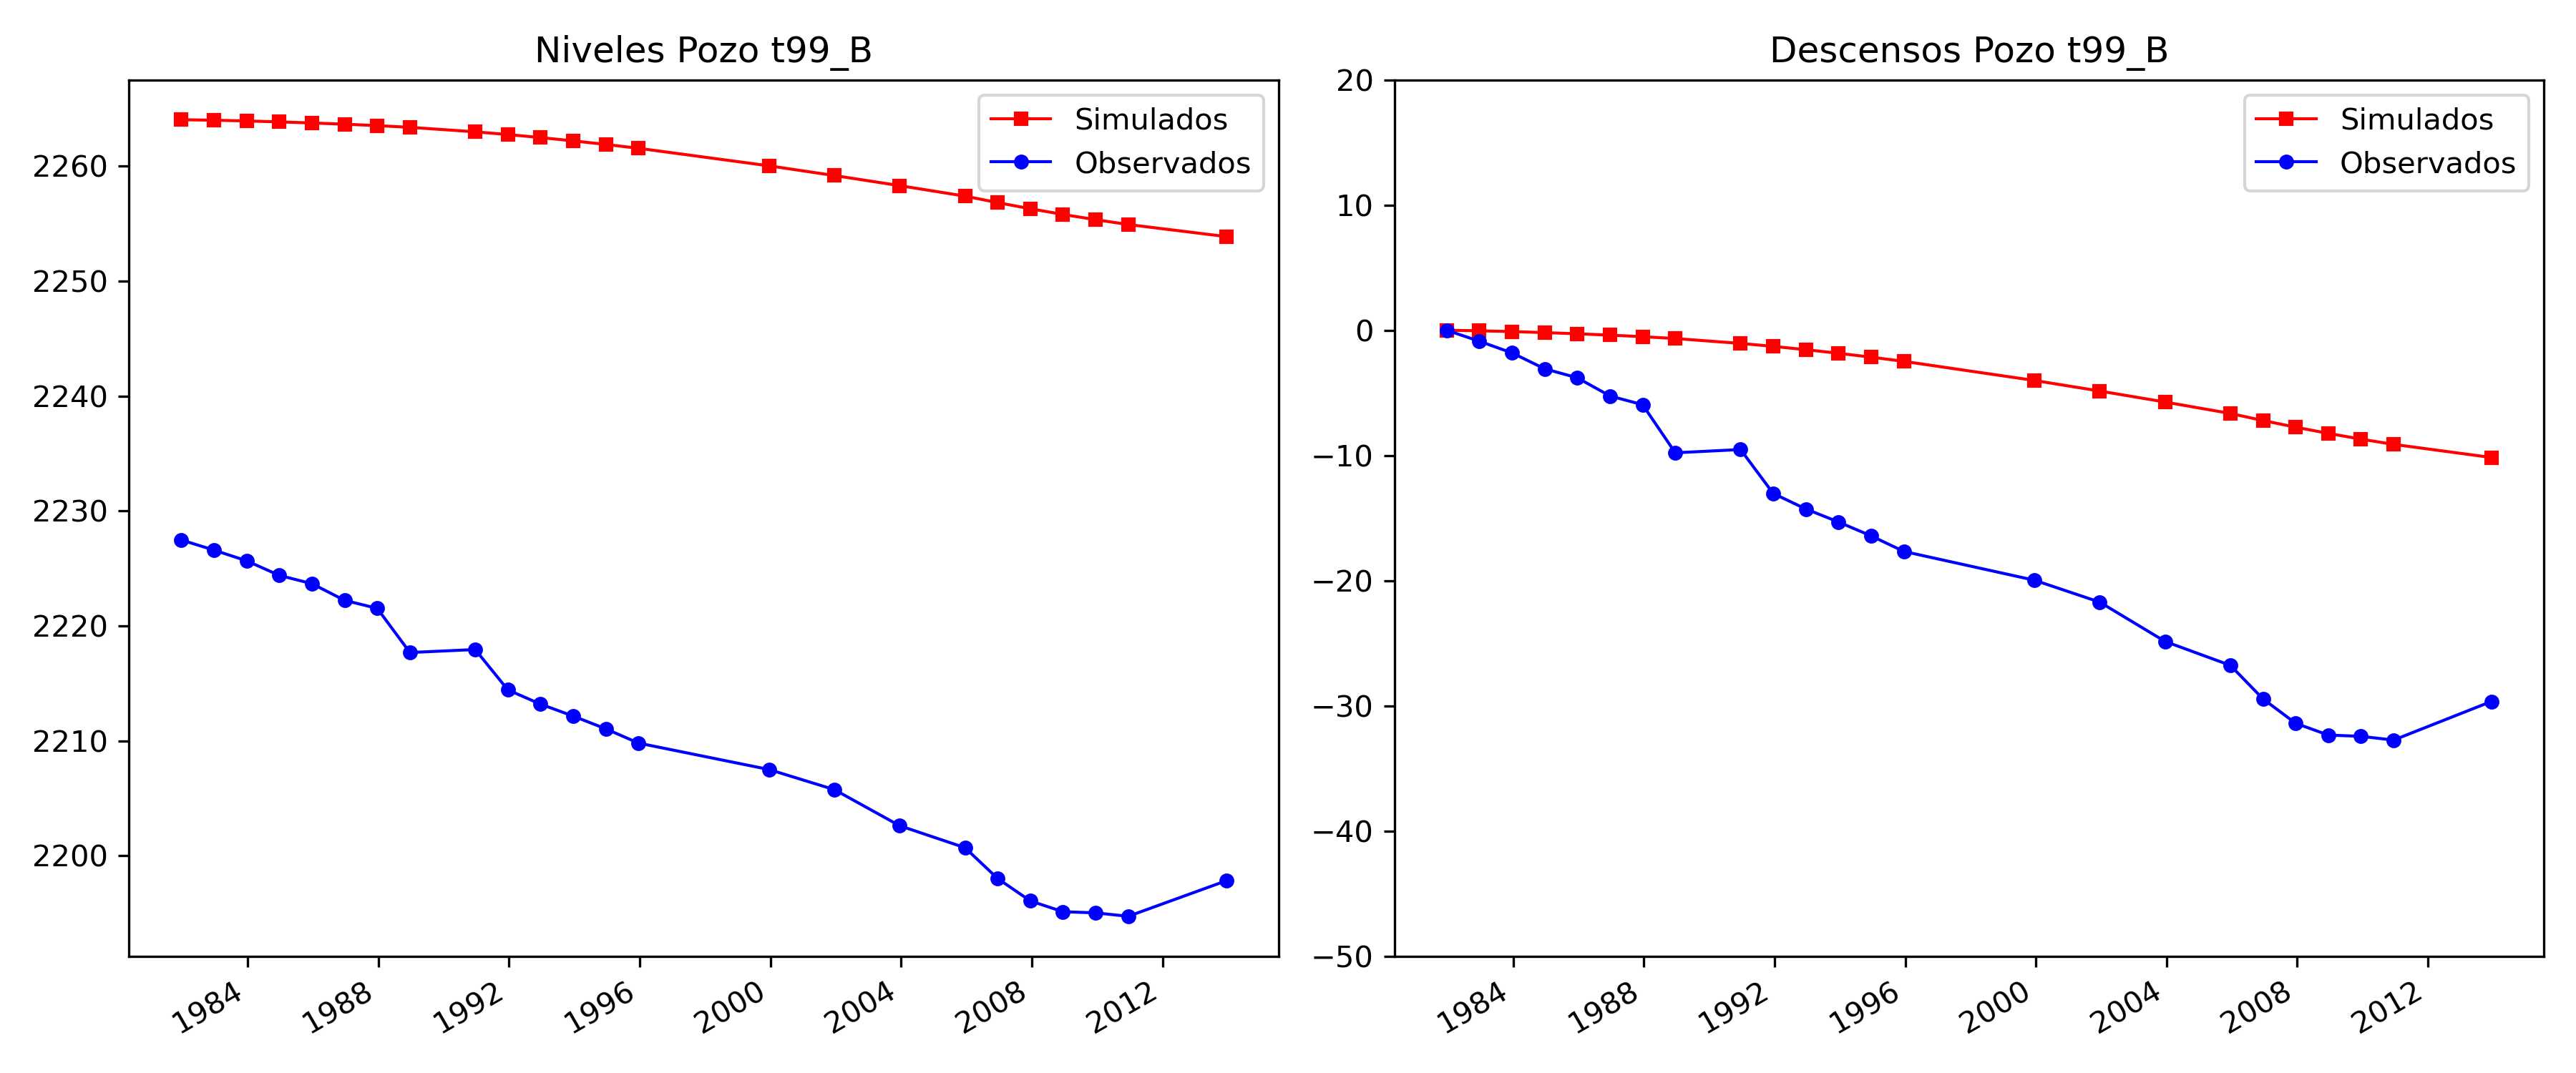 Niveles Pozo t99_B
Simulados
Observados
2260
2250
2240
2230
2220
2210
2200
1984 1988 1992 1996 2000 2004 2008 2012
Descensos Pozo t99_B
Simulados
Observados
20
10
0
−10
−20
−30
−40
−50
1984 1988 1992 1996 2000 2004 2008 2012